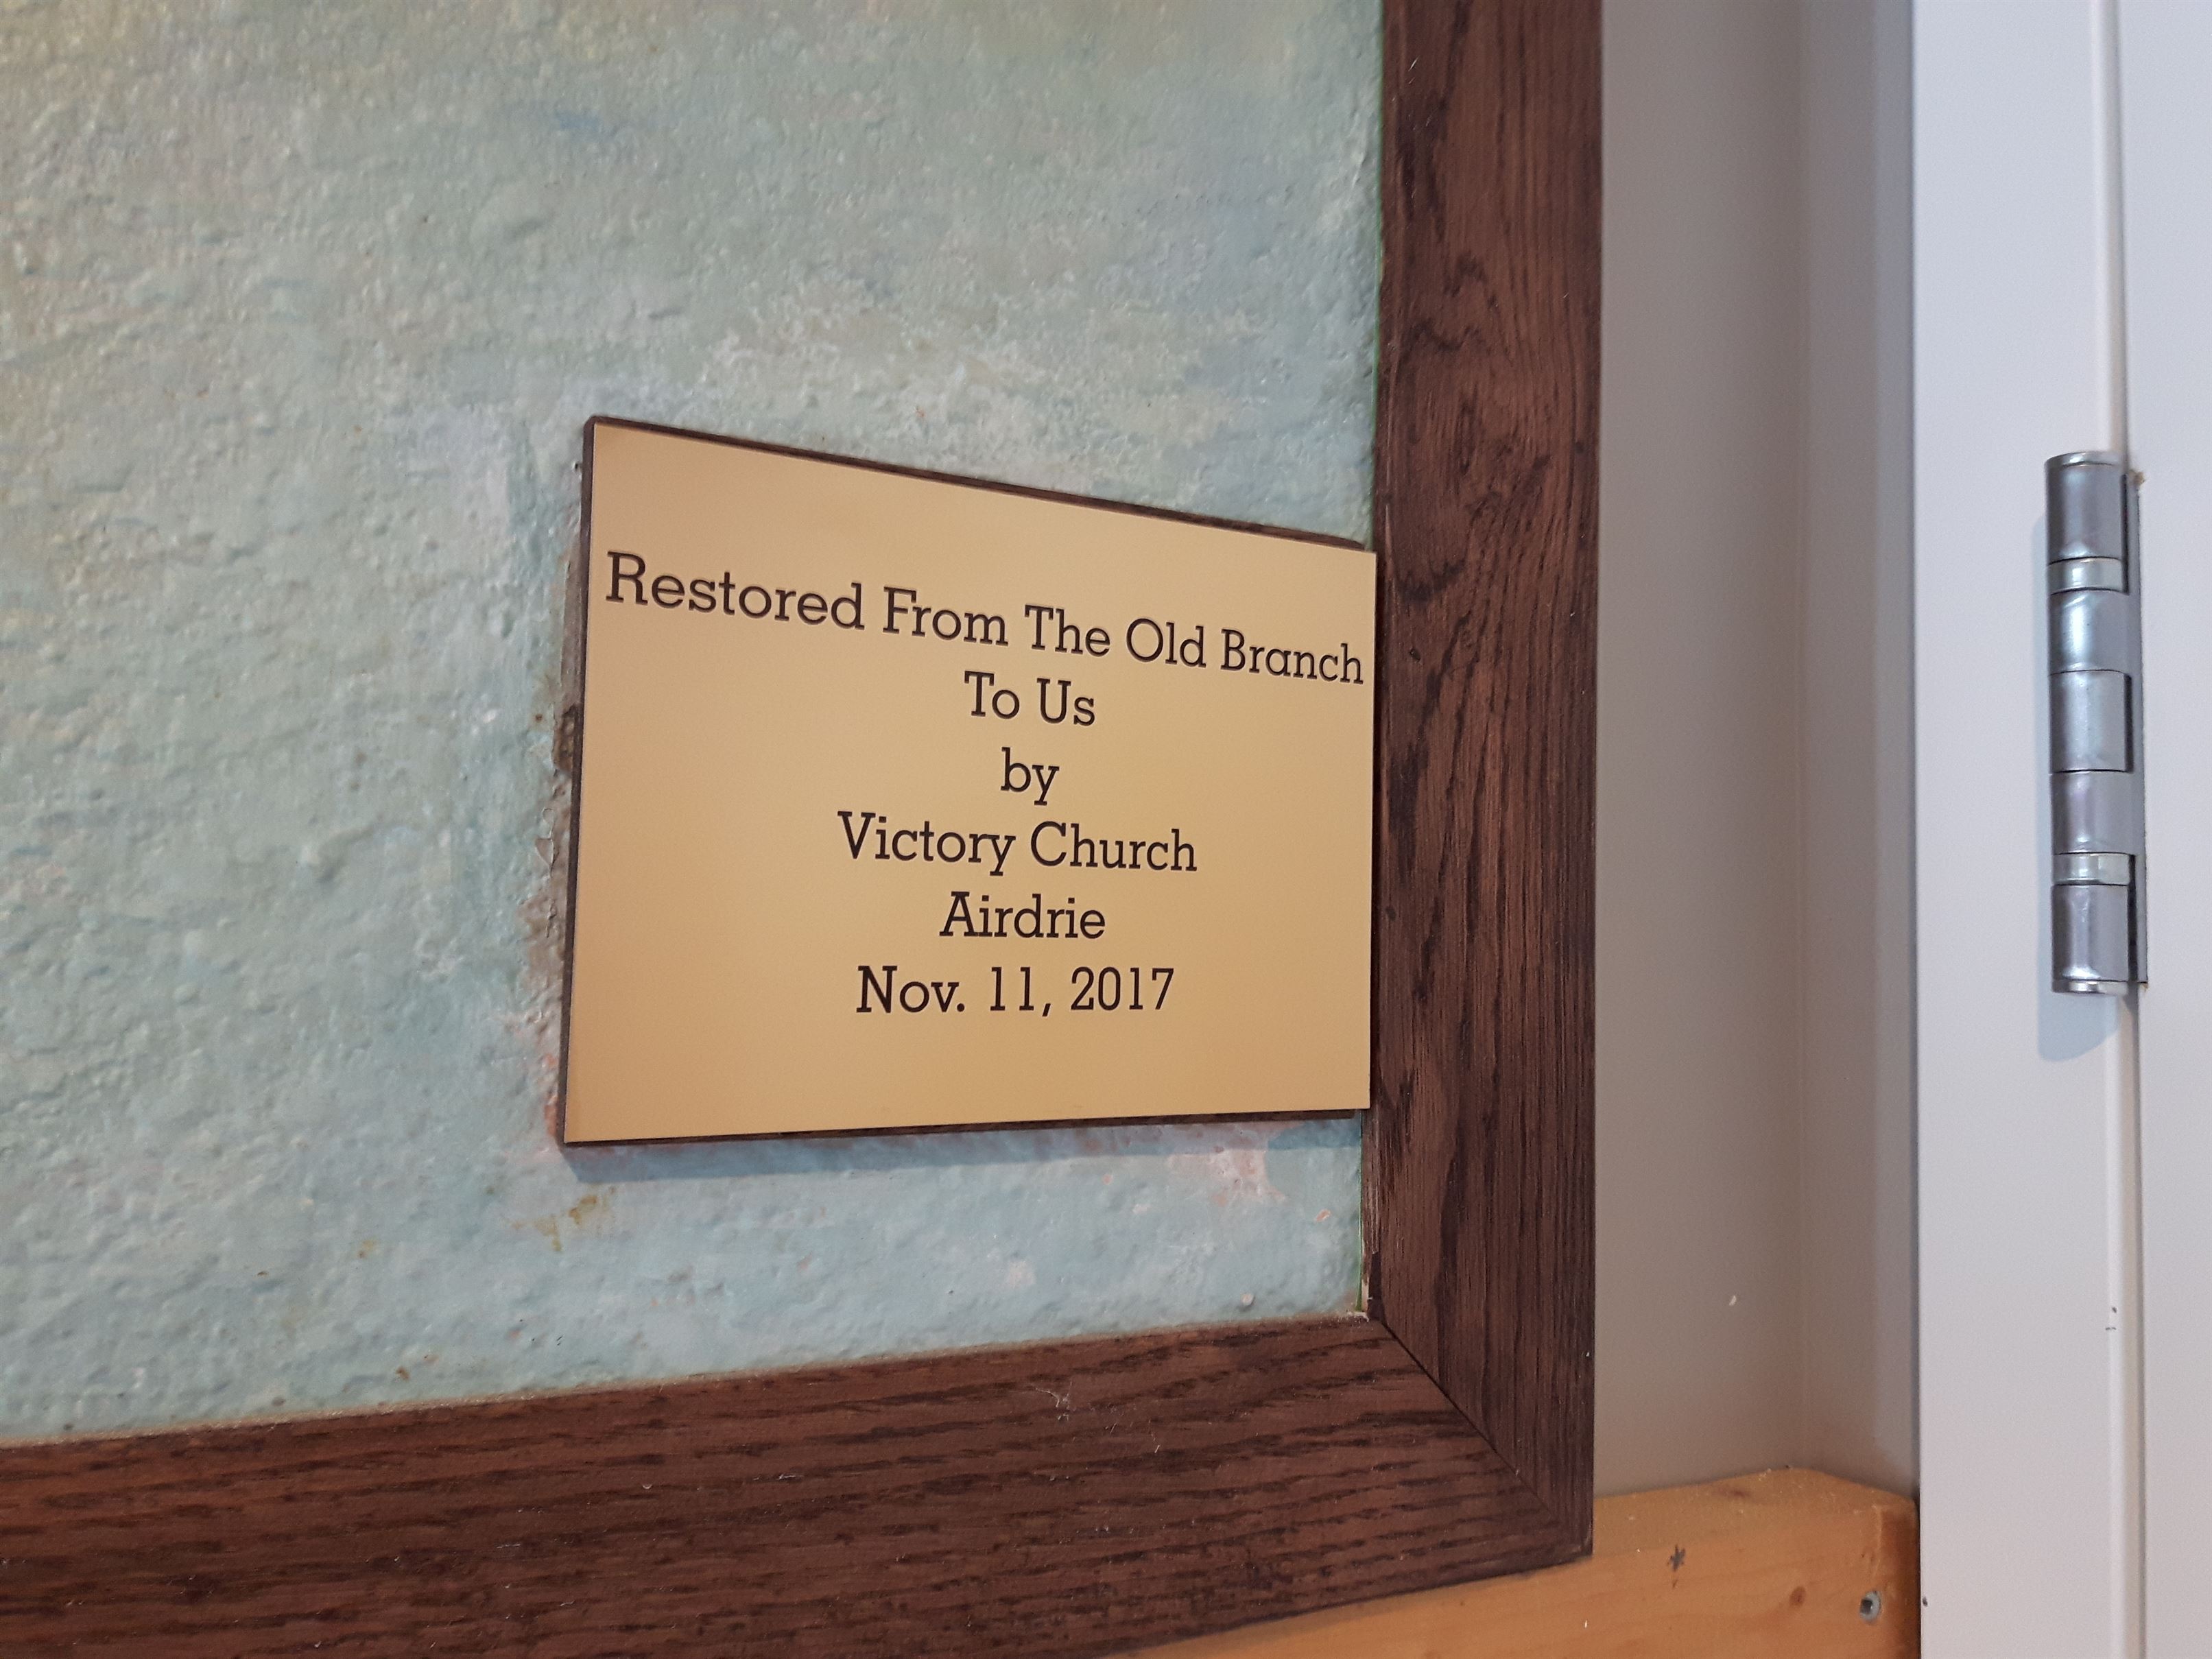 Restored From The Old Branch
To Us
by
Victory Church
Airdrie
Nov. 11, 2017